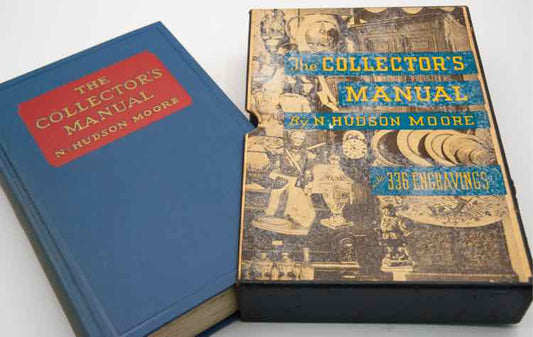 THE
COLLECTOR'S
MANUAL
N. HUDSON MOORE
The COLLECTOR'S
MANUAL
By N. HUDSON MOORE
336 ENGRAVINGS